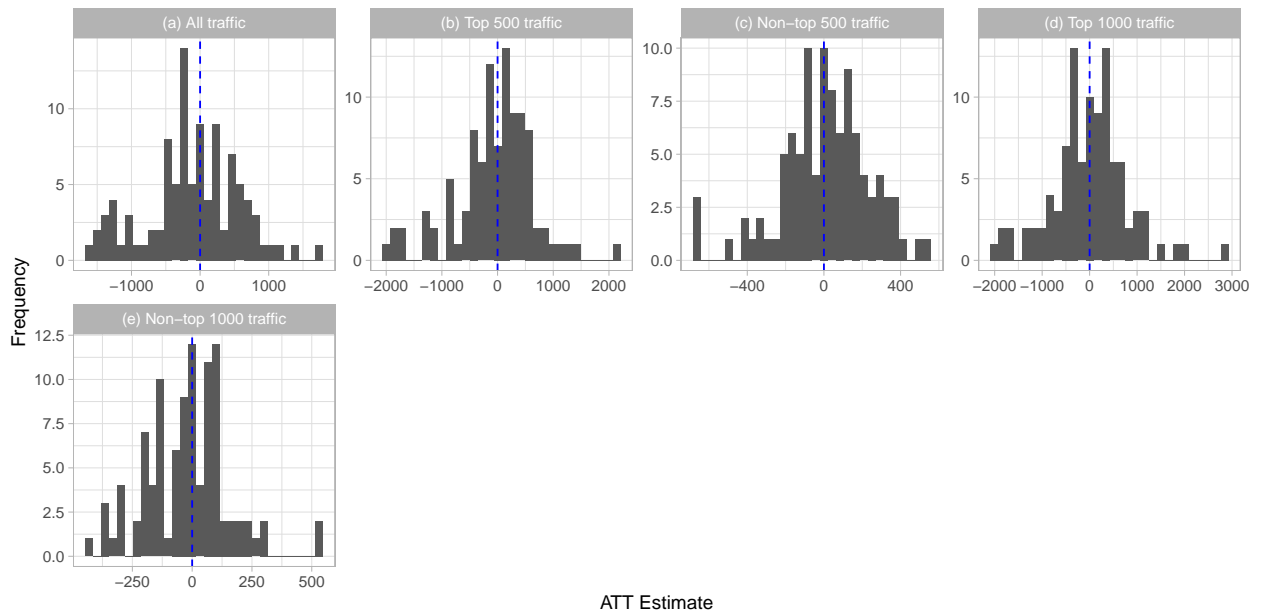 (a) All traffic
(b) Top 500 traffic
(c) Non−top 500 traffic
(d) Top 1000 traffic
10
5
0
−1000 0 1000
10
5
0
−2000 −1000 0 1000 2000
10.0
7.5
5.0
2.5
0.0
−400 0 400
10
5
0
−2000 −1000 0 1000 2000 3000
Frequency
(e) Non−top 1000 traffic
12.5
10.0
7.5
5.0
2.5
0.0
−250 0 250 500
ATT Estimate